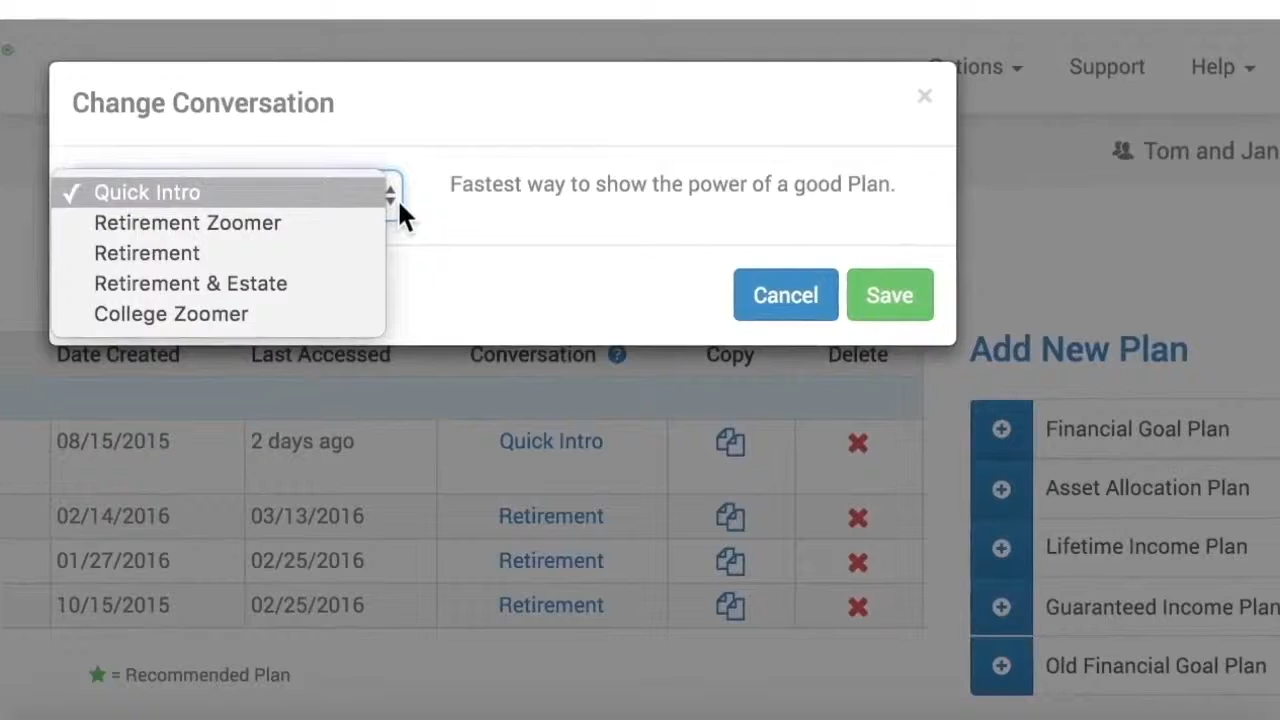 Support
Help
Change Conversation
×
Tom and Jan
✓ Quick Intro
Retirement Zoomer
Retirement
Retirement & Estate
College Zoomer
Fastest way to show the power of a good Plan.
Cancel
Save
Date Created Last Accessed Conversation ? Copy Delete
08/15/2015 2 days ago Quick Intro
02/14/2016 03/13/2016 Retirement
01/27/2016 02/25/2016 Retirement
10/15/2015 02/25/2016 Retirement
= Recommended Plan
Add New Plan
Financial Goal Plan
Asset Allocation Plan
Lifetime Income Plan
Guaranteed Income Plan
Old Financial Goal Plan